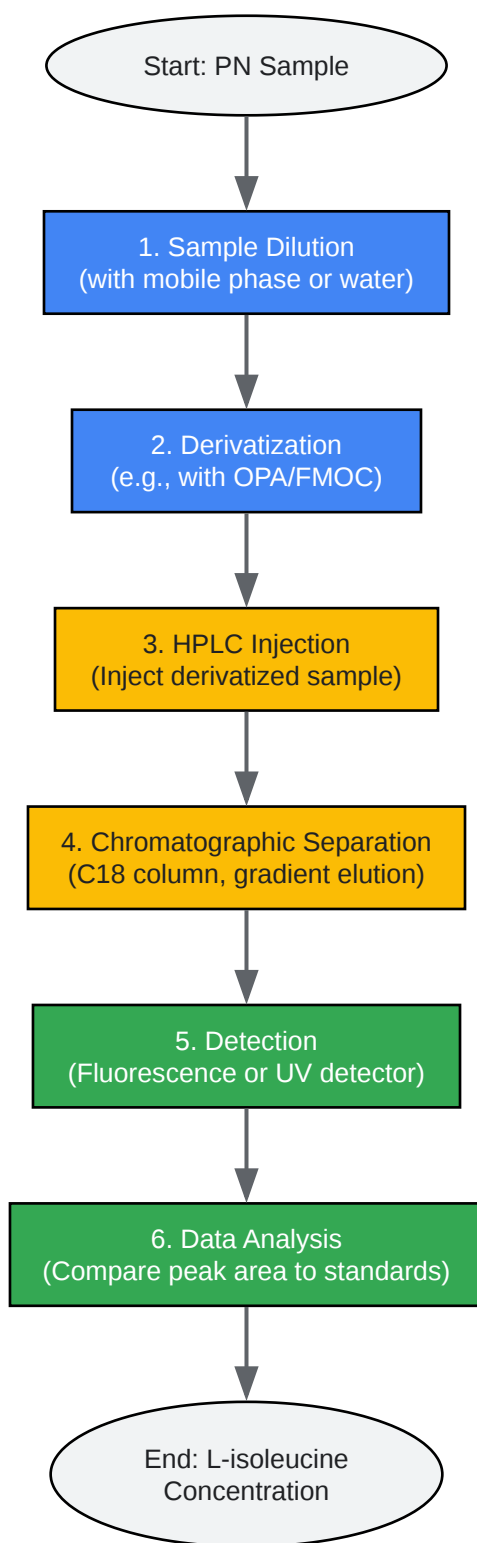 Start: PN Sample
1. Sample Dilution
(with mobile phase or water)
2. Derivatization
(e.g., with OPA/FMOC)
3. HPLC Injection
(Inject derivatized sample)
4. Chromatographic Separation
(C18 column, gradient elution)
5. Detection
(Fluorescence or UV detector)
6. Data Analysis
(Compare peak area to standards)
End: L-isoleucine
Concentration